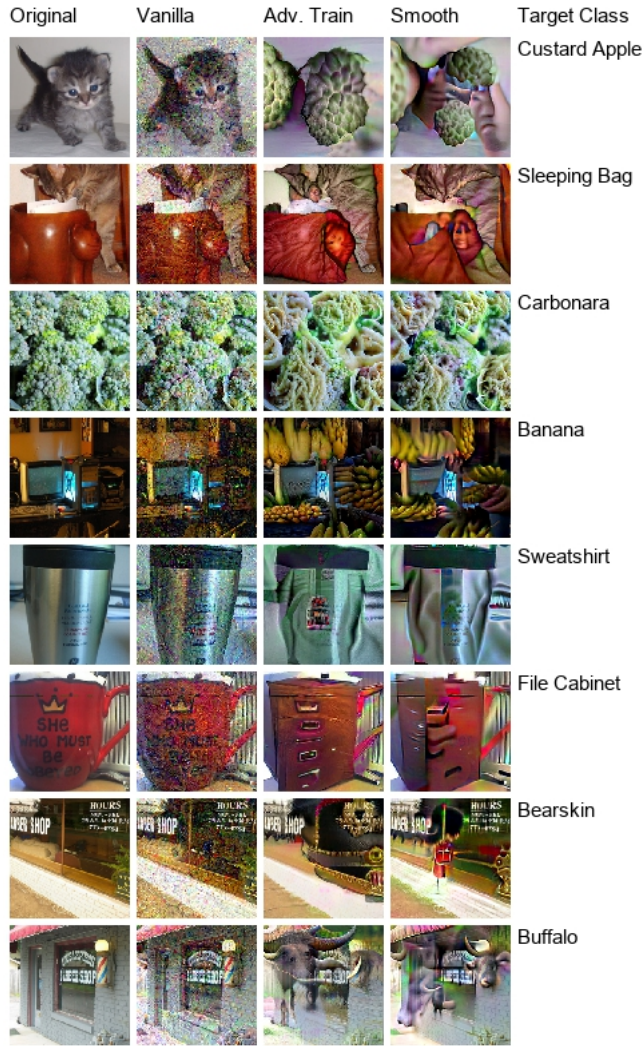 Original Vanilla Adv. Train Smooth Target Class
Custard Apple
Sleeping Bag
Carbonara
Banana
Sweatshirt
File Cabinet
SHE
WHO MUST
BE
Bearskin
HOURS
SHOP
Buffalo